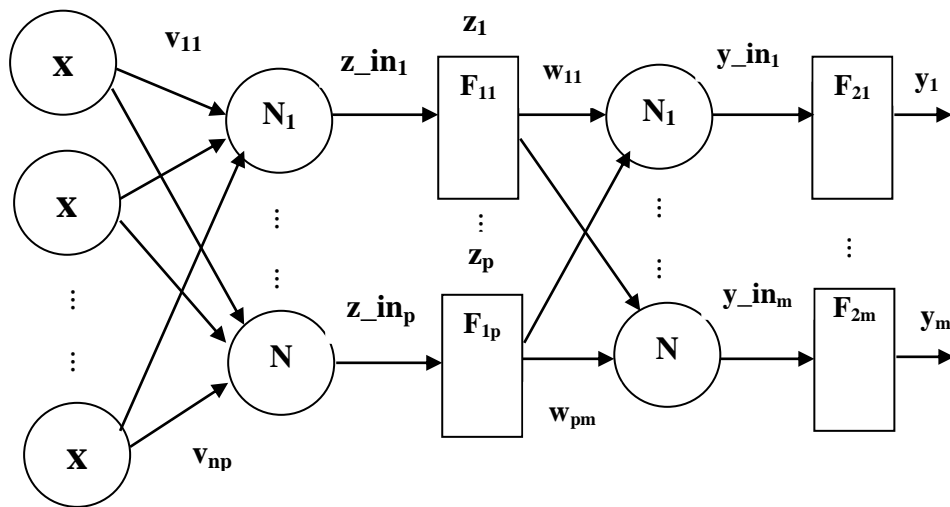 z₁
v₁₁
z_in₁
w₁₁
y_in₁
x
N₁
F₁₁
N₁
F₂₁
y₁
x
zₚ
z_inₚ
y_inₘ
N
F₁ₚ
N
F₂ₘ
yₘ
wₚₘ
x
vₙₚ